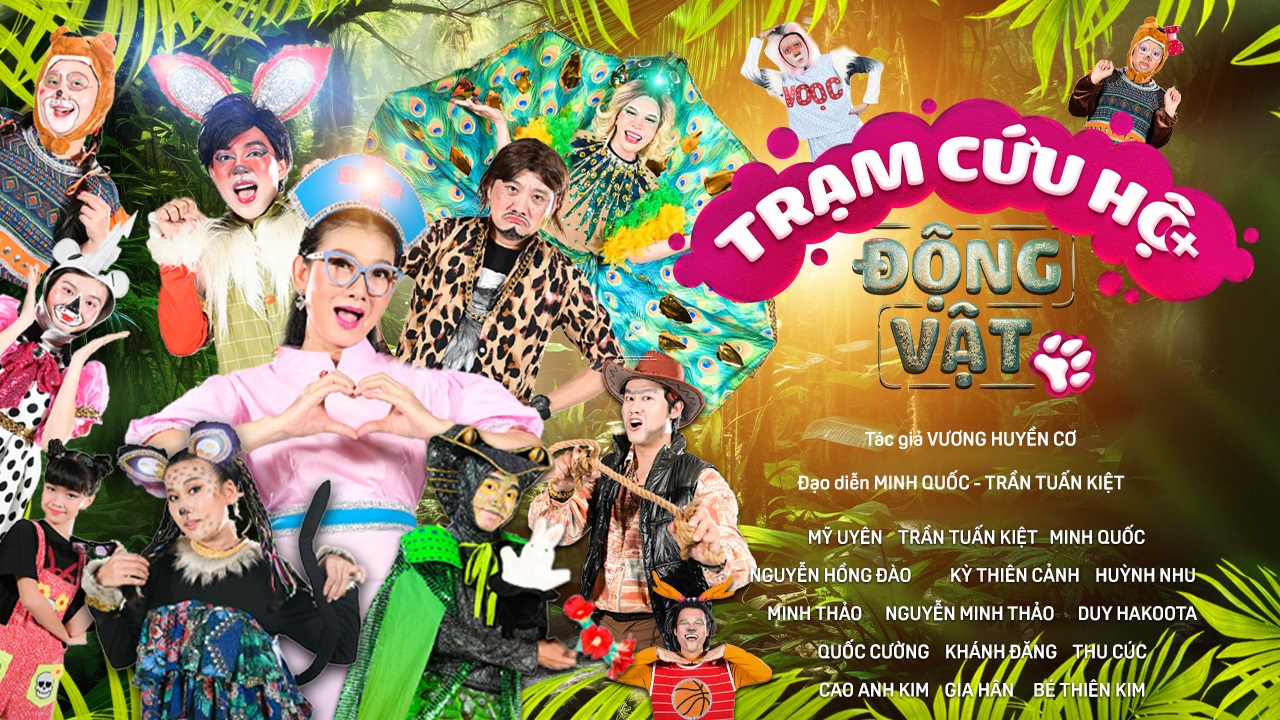 VOỌC
TRẠM CỨU HỘ
ĐỘNG
VẬT
Tác giả VƯƠNG HUYỀN CƠ
Đạo diễn MINH QUỐC - TRẦN TUẤN KIỆT
MỸ UYÊN TRẦN TUẤN KIỆT MINH QUỐC
NGUYỄN HỒNG ĐÀO KỲ THIÊN CẢNH HUỲNH NHƯ
MINH THẢO NGUYỄN MINH THẢO DUY HAKOOTA
QUỐC CƯỜNG KHÁNH ĐĂNG THU CÚC
CAO ANH KIM GIA HÂN BÉ THIÊN KIM